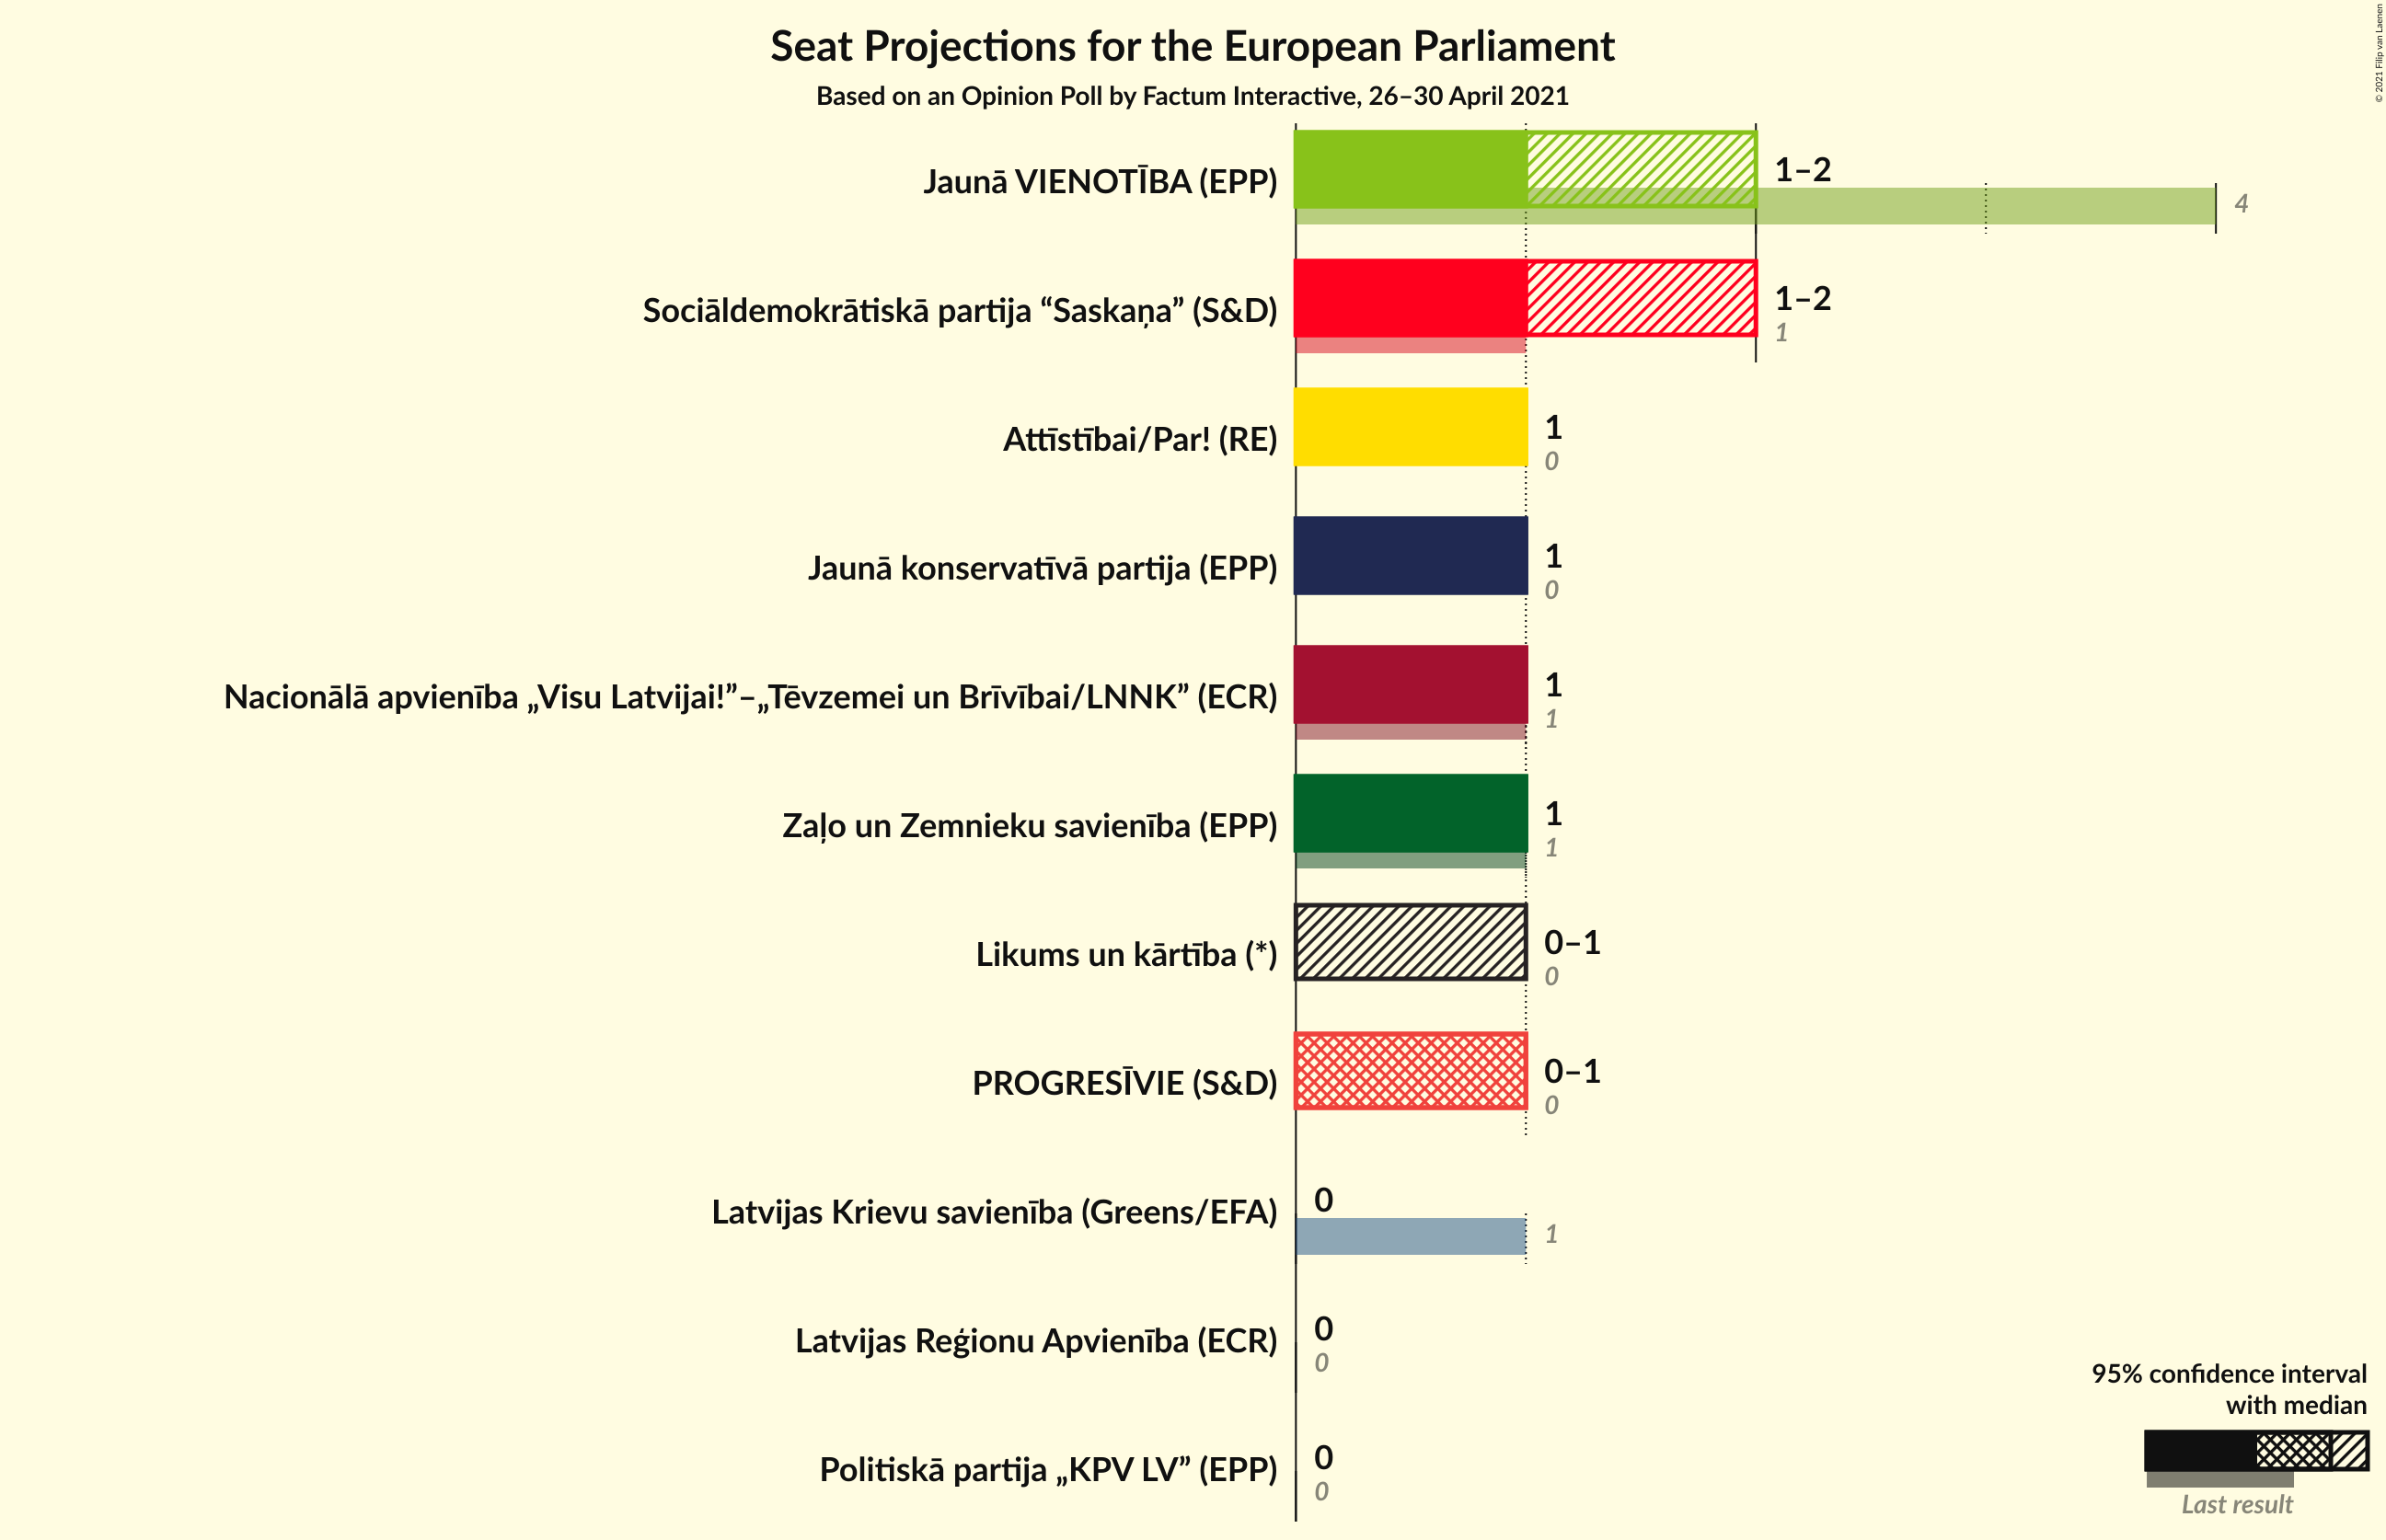 Seat Projections for the European Parliament
Based on an Opinion Poll by Factum Interactive, 26–30 April 2021
© 2021 Filip van Laenen
Jaunā VIENOTĪBA (EPP)
1–2
4
Sociāldemokrātiskā partija “Saskaņa” (S&D)
1–2
1
Attīstībai/Par! (RE)
1
0
Jaunā konservatīvā partija (EPP)
1
0
Nacionālā apvienība „Visu Latvijai!”–„Tēvzemei un Brīvībai/LNNK” (ECR)
1
1
Zaļo un Zemnieku savienība (EPP)
1
1
Likums un kārtība (*)
0–1
0
PROGRESĪVIE (S&D)
0–1
0
Latvijas Krievu savienība (Greens/EFA)
0
1
Latvijas Reģionu Apvienība (ECR)
0
0
Politiskā partija „KPV LV” (EPP)
0
0
95% confidence interval
with median
Last result